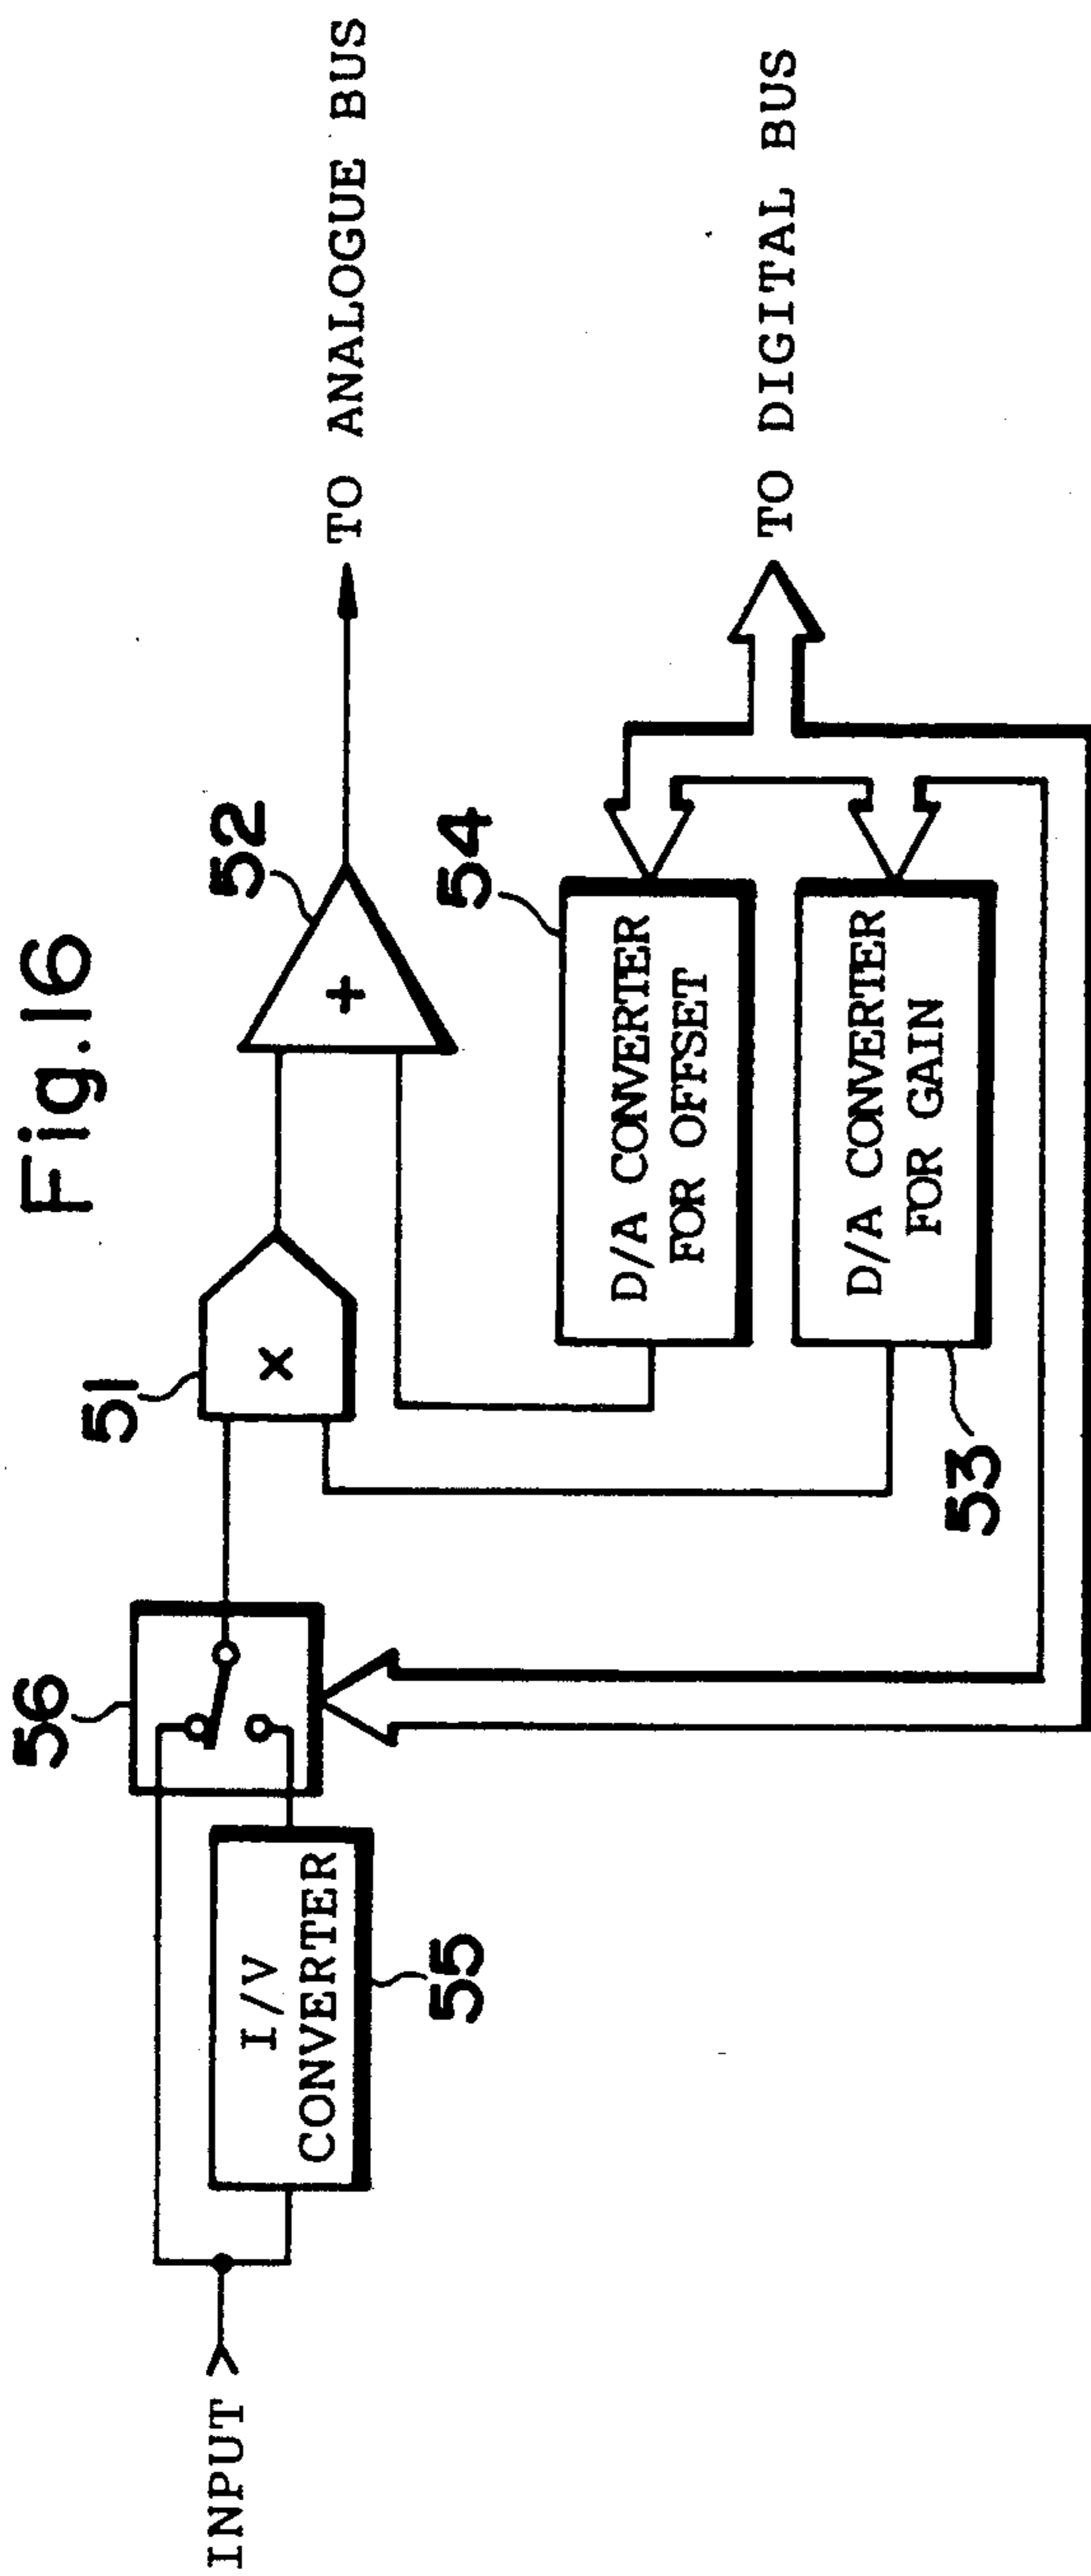 Fig.16
INPUT
I/V
CONVERTER
55
56
51
×
52
+
TO ANALOGUE BUS
54
D/A CONVERTER
FOR OFFSET
D/A CONVERTER
FOR GAIN
53
TO DIGITAL BUS